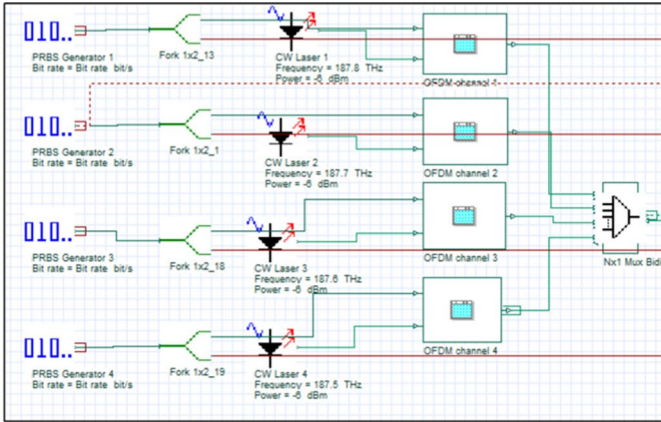 PRBS Generator 1
Bit rate = Bit rate bit/s
Fork 1x2_13
CW Laser 1
Frequency = 187.8 THz
Power = -6 dBm
OFDM channel 1
PRBS Generator 2
Bit rate = Bit rate bit/s
Fork 1x2_1
CW Laser 2
Frequency = 187.7 THz
Power = -6 dBm
OFDM channel 2
PRBS Generator 3
Bit rate = Bit rate bit/s
Fork 1x2_18
CW Laser 3
Frequency = 187.6 THz
Power = -6 dBm
OFDM channel 3
Nx1 Mux Bidi
PRBS Generator 4
Bit rate = Bit rate bit/s
Fork 1x2_19
CW Laser 4
Frequency = 187.5 THz
Power = -6 dBm
OFDM channel 4